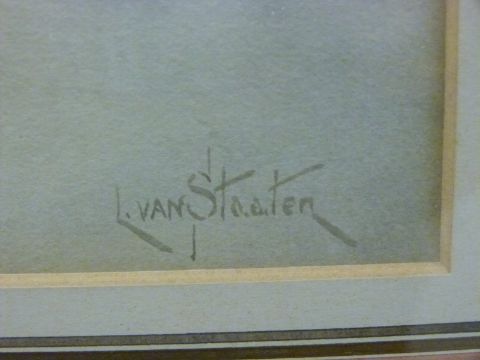 L. VAN Staaten